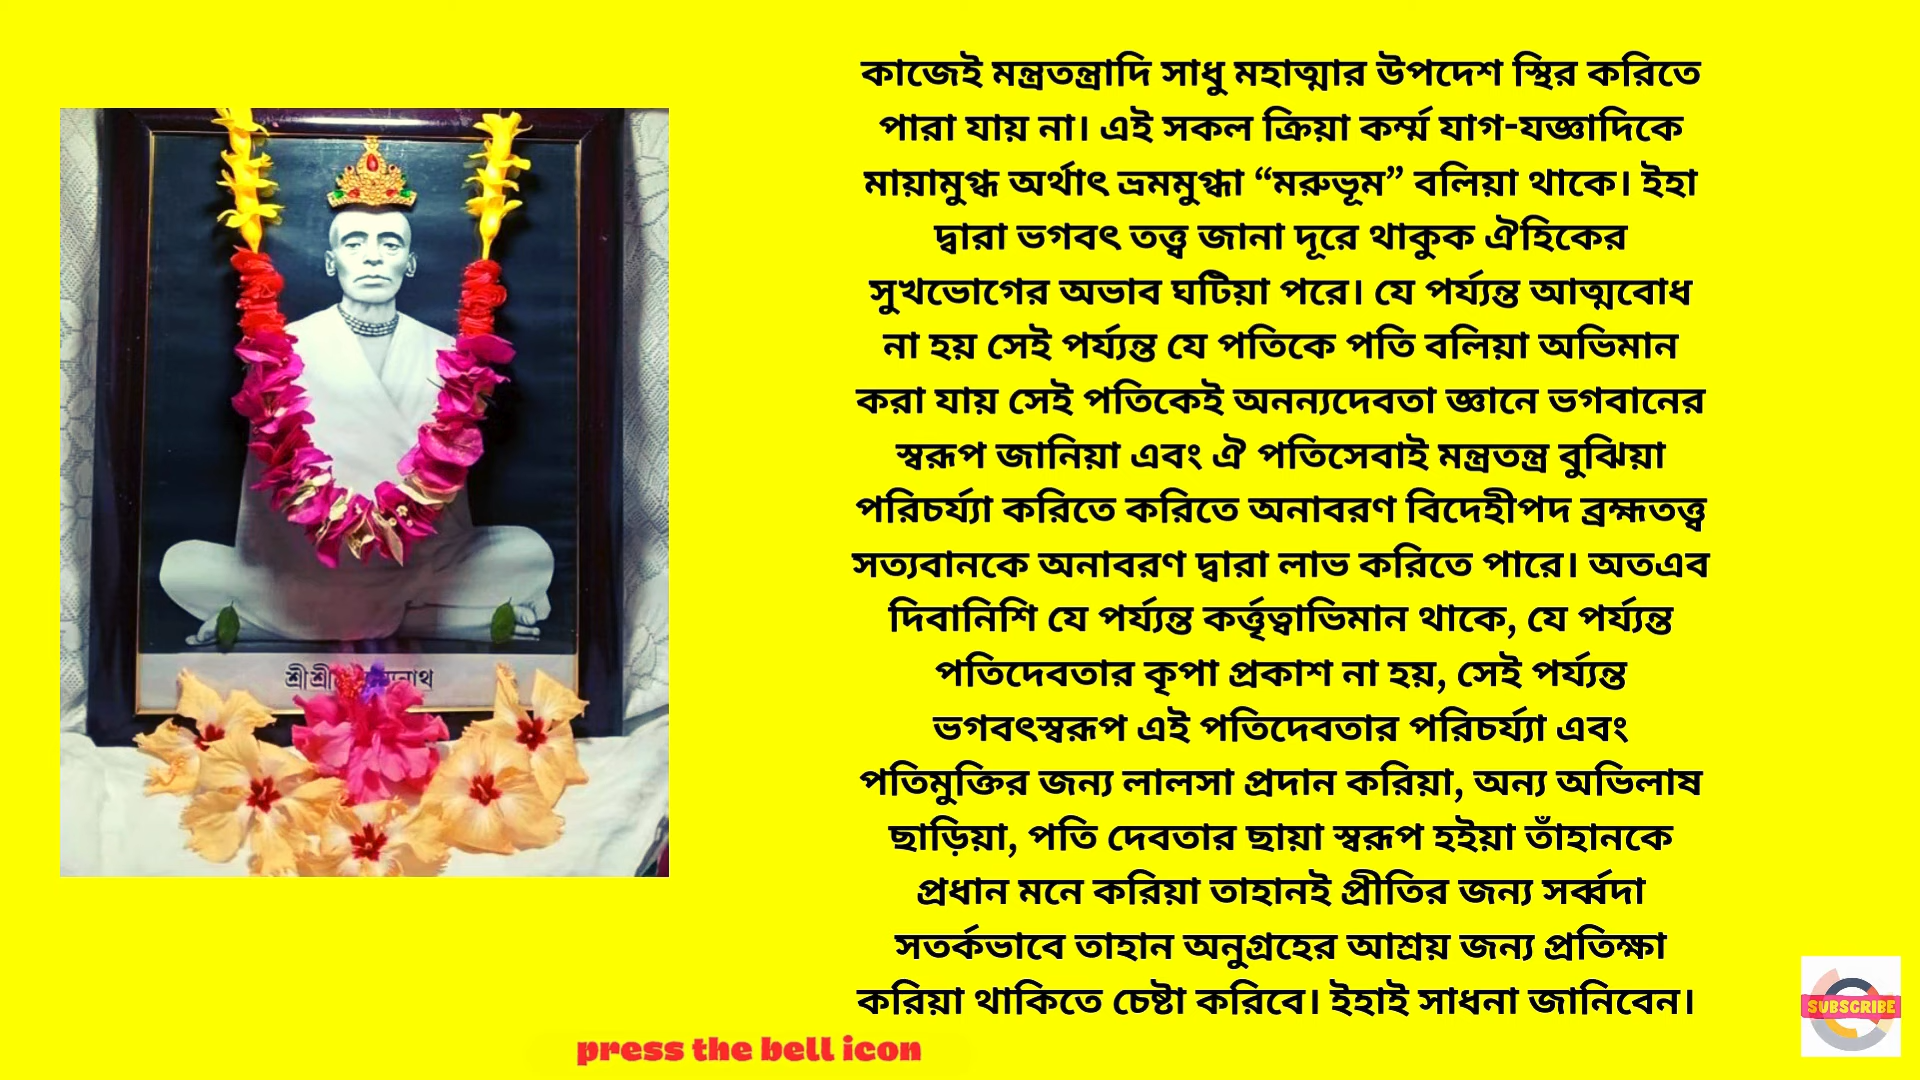 কাজেই মন্ত্রতন্ত্রাদি সাধু মহাত্মার উপদেশ স্থির করিতে
পারা যায় না। এই সকল ক্রিয়া কর্ম্ম যাগ-যজ্ঞাদিকে
মায়ামুগ্ধ অর্থাৎ ভ্রমমুগ্ধা “মরুভূম” বলিয়া থাকে। ইহা
দ্বারা ভগবৎ তত্ত্ব জানা দূরে থাকুক ঐহিকের
সুখভোগের অভাব ঘটিয়া পরে। যে পর্য্যন্ত আত্মবোধ
না হয় সেই পর্য্যন্ত যে পতিকে পতি বলিয়া অভিমান
করা যায় সেই পতিকেই অনন্যদেবতা জ্ঞানে ভগবানের
স্বরূপ জানিয়া এবং ঐ পতিসেবাই মন্ত্রতন্ত্র বুঝিয়া
পরিচর্য্যা করিতে করিতে অনাবরণ বিদেহীপদ ব্রহ্মতত্ত্ব
সত্যবানকে অনাবরণ দ্বারা লাভ করিতে পারে। অতএব
দিবানিশি যে পর্য্যন্ত কর্ত্তৃত্বাভিমান থাকে, যে পর্য্যন্ত
পতিদেবতার কৃপা প্রকাশ না হয়, সেই পর্য্যন্ত
ভগবৎস্বরূপ এই পতিদেবতার পরিচর্য্যা এবং
পতিমুক্তির জন্য লালসা প্রদান করিয়া, অন্য অভিলাষ
ছাড়িয়া, পতি দেবতার ছায়া স্বরূপ হইয়া তাঁহানকে
প্রধান মনে করিয়া তাহানই প্রীতির জন্য সর্ব্বদা
সতর্কভাবে তাহান অনুগ্রহের আশ্রয় জন্য প্রতিক্ষা
করিয়া থাকিতে চেষ্টা করিবে। ইহাই সাধনা জানিবেন।
শ্রীশ্রী
SUBSCRIBE
press the bell icon